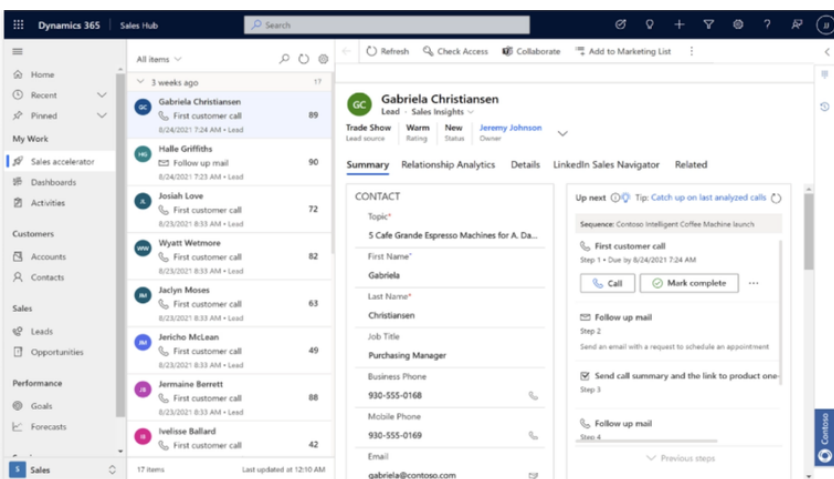 Dynamics 365 Sales Hub Search
Refresh Check Access Collaborate Add to Marketing List
Home
Recent
Pinned
My Work
Sales accelerator
Dashboards
Activities
Customers
Accounts
Contacts
Sales
Leads
Opportunities
Performance
Goals
Forecasts
S Sales
All items
3 weeks ago 17
GC Gabriela Christiansen
First customer call 89
8/24/2021 7:24 AM • Lead
HG Halle Griffiths
Follow up mail 90
8/24/2021 7:23 AM • Lead
JL Josiah Love
First customer call 72
8/23/2021 8:33 AM • Lead
WW Wyatt Wetmore
First customer call 82
8/23/2021 8:33 AM • Lead
JM Jaclyn Moses
First customer call 63
8/23/2021 8:33 AM • Lead
JM Jericho McLean
First customer call 49
8/23/2021 8:33 AM • Lead
JB Jermaine Berrett
First customer call 88
8/23/2021 8:33 AM • Lead
IB Ivelisse Ballard
First customer call 42
17 items Last updated at 12:10 AM
GC Gabriela Christiansen
Lead · Sales Insights
Trade Show Warm New Jeremy Johnson
Lead source Rating Status Owner
Summary Relationship Analytics Details LinkedIn Sales Navigator Related
CONTACT
Topic*
5 Cafe Grande Espresso Machines for A. Da...
First Name*
Gabriela
Last Name*
Christiansen
Job Title
Purchasing Manager
Business Phone
930-555-0168
Mobile Phone
930-555-0169
Email
gabriela@contoso.com
Up next Tip: Catch up on last analyzed calls
Sequence: Contoso Intelligent Coffee Machine launch
First customer call
Step 1 • Due by 8/24/2021 7:24 AM
Call Mark complete ...
Follow up mail
Step 2
Send an email with a request to schedule an appointment
Send call summary and the link to product one-
Step 3
Follow up mail
Step 4
Previous steps
Contoso